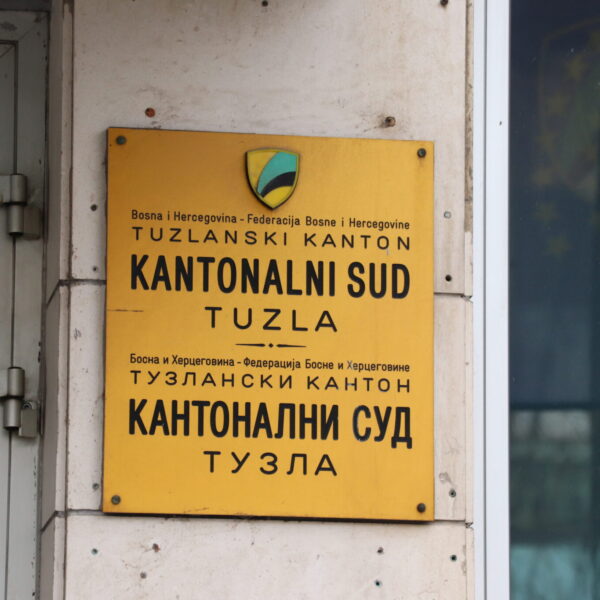 Bosna i Hercegovina - Federacija Bosne i Hercegovine
TUZLANSKI KANTON
KANTONALNI SUD
TUZLA
Босна и Херцеговина - Федерација Босне и Херцеговине
ТУЗЛАНСКИ КАНТОН
КАНТОНАЛНИ СУД
ТУЗЛА